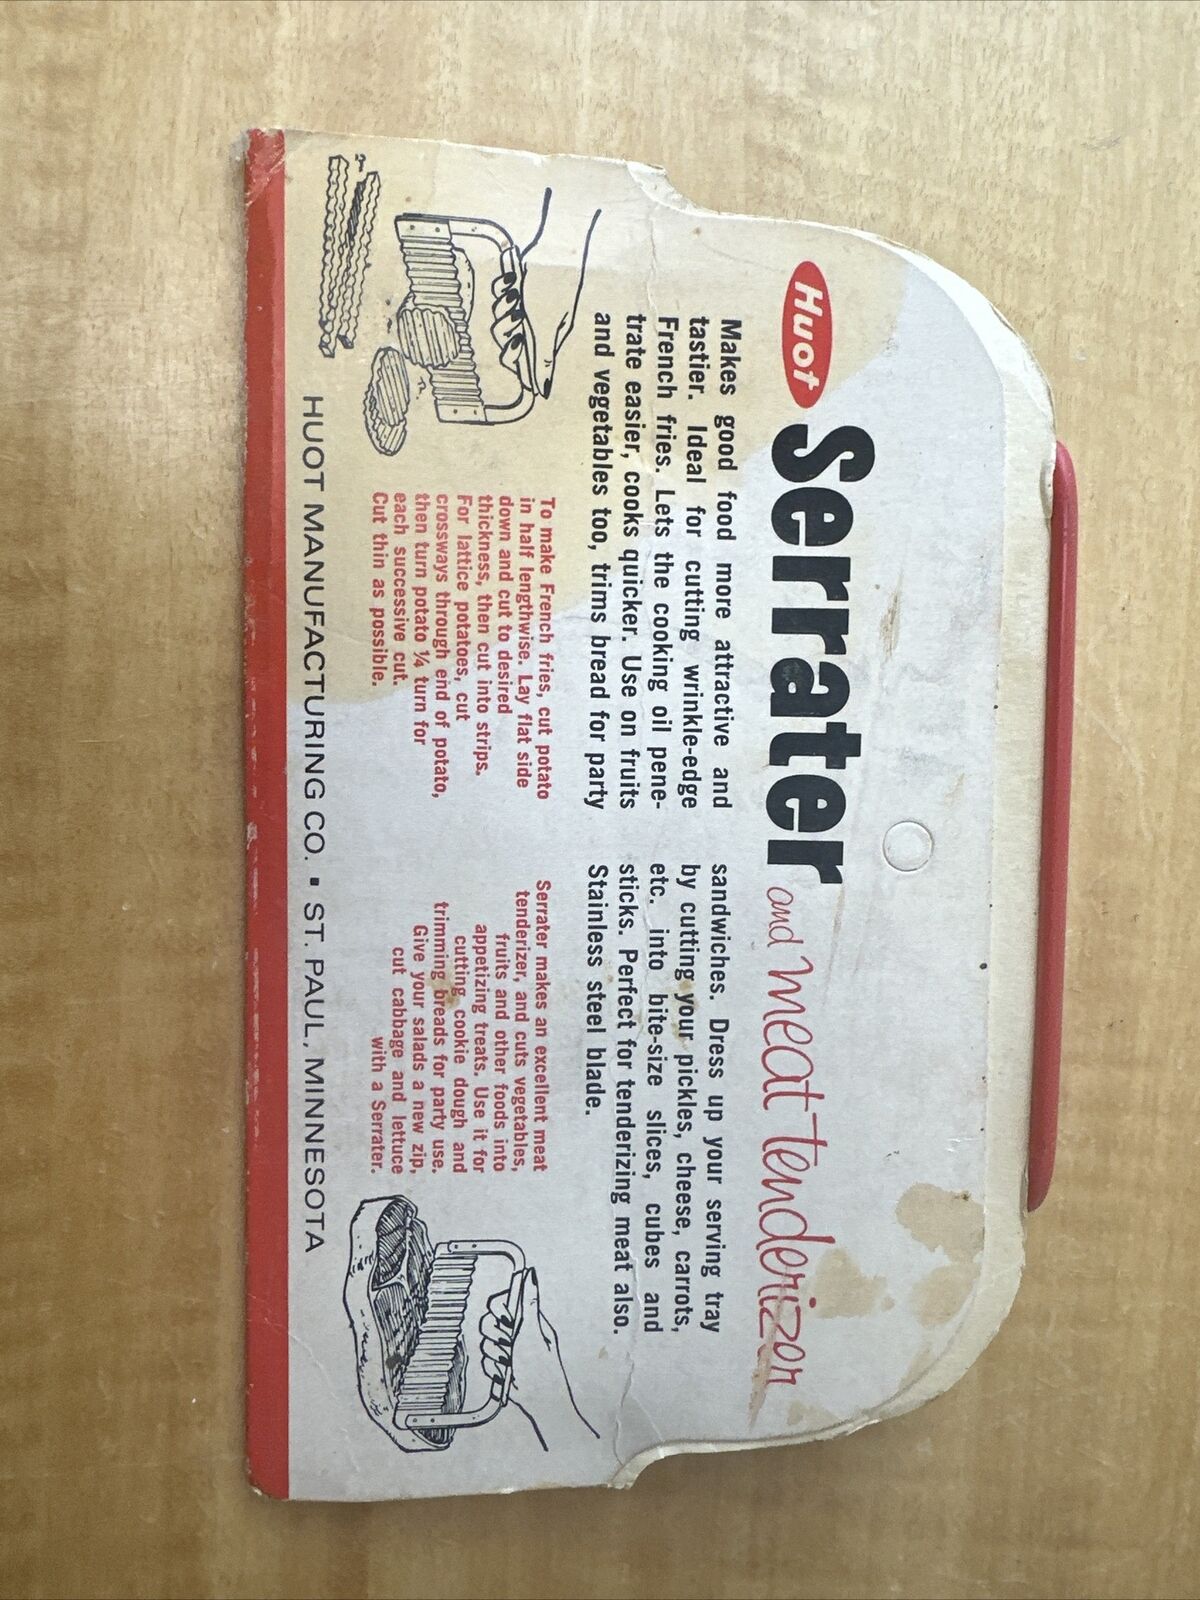 Huot Serrater and meat tenderizer
Makes good food more attractive and
tastier. Ideal for cutting wrinkle-edge
French fries. Lets the cooking oil pene-
trate easier, cooks quicker. Use on fruits
and vegetables too, trims bread for party
sandwiches. Dress up your serving tray
by cutting your pickles, cheese, carrots,
etc. into bite-size slices, cubes and
sticks. Perfect for tenderizing meat also.
Stainless steel blade.
To make French fries, cut potato
in half lengthwise. Lay flat side
down and cut to desired
thickness, then cut into strips.
For lattice potatoes, cut
crossways through end of potato,
then turn potato ¼ turn for
each successive cut.
Cut thin as possible.
Serrater makes an excellent meat
tenderizer, and cuts vegetables,
fruits and other foods into
appetizing treats. Use it for
cutting cookie dough and
trimming breads for party use.
Give your salads a new zip,
cut cabbage and lettuce
with a Serrater.
HUOT MANUFACTURING CO. ▪ ST. PAUL, MINNESOTA